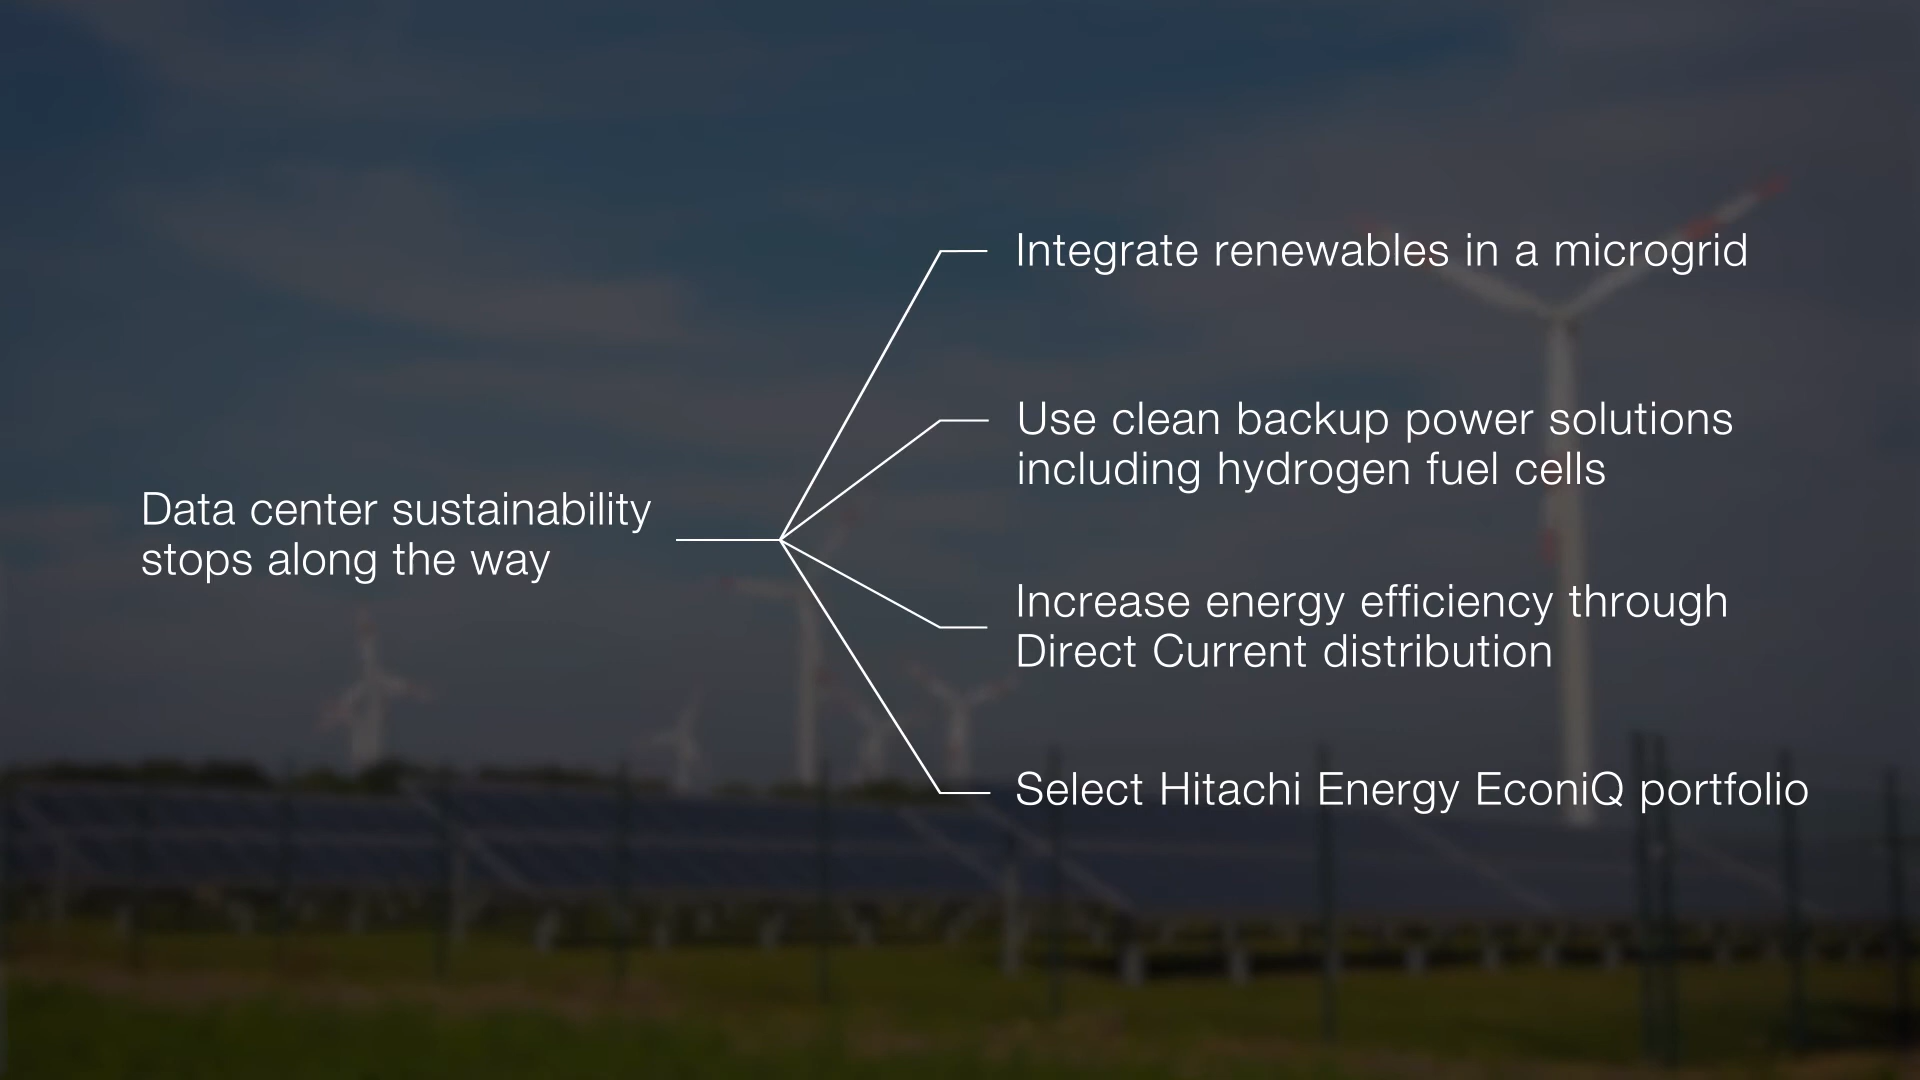 Data center sustainability
stops along the way
Integrate renewables in a microgrid
Use clean backup power solutions
including hydrogen fuel cells
Increase energy efficiency through
Direct Current distribution
Select Hitachi Energy EconiQ portfolio